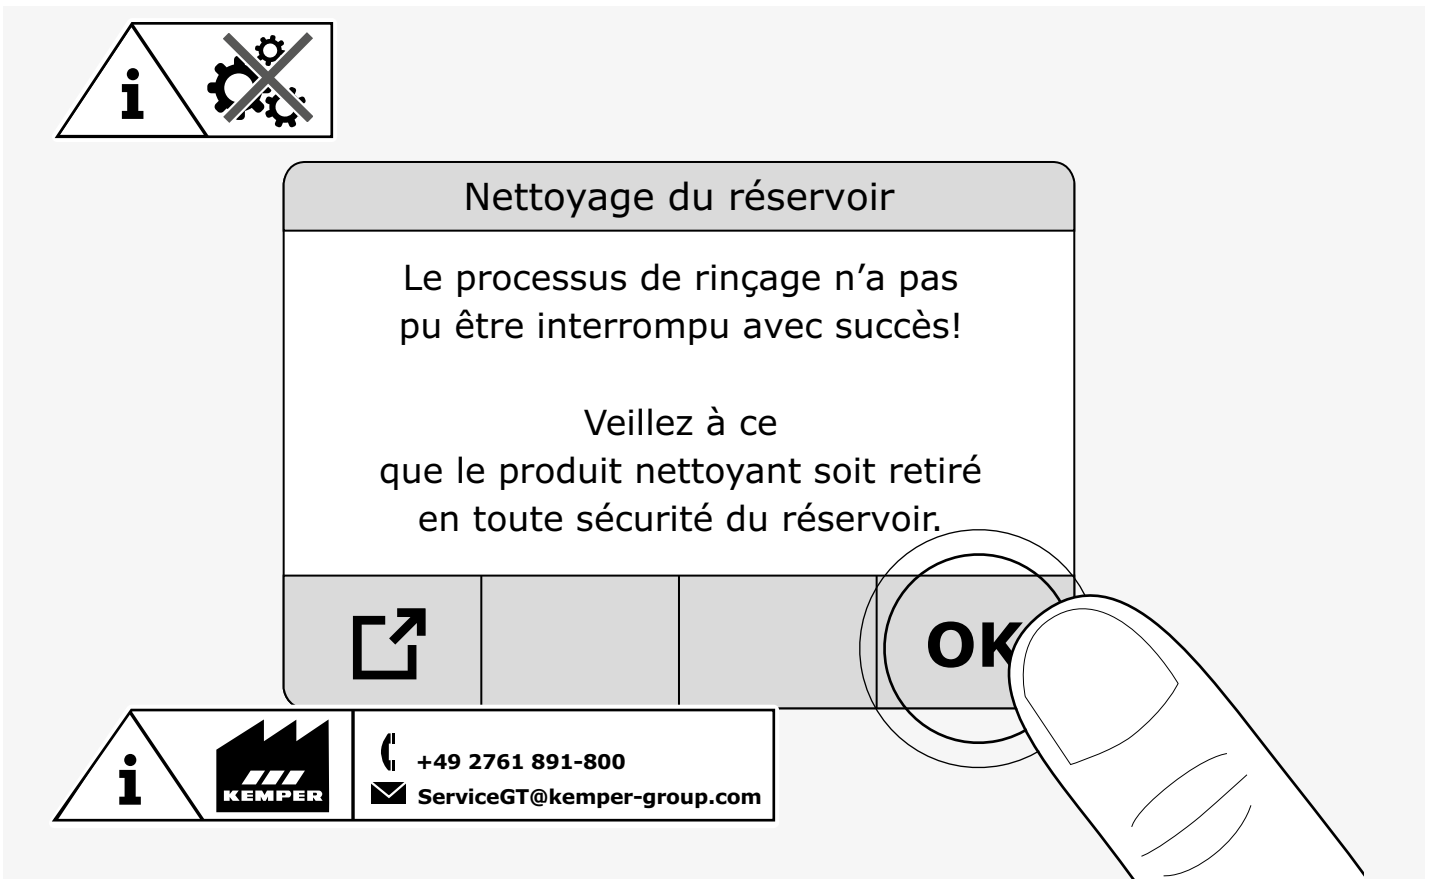 i
Nettoyage du réservoir
Le processus de rinçage n’a pas
pu être interrompu avec succès!
Veillez à ce
que le produit nettoyant soit retiré
en toute sécurité du réservoir.
OK
i
KEMPER
+49 2761 891-800
ServiceGT@kemper-group.com